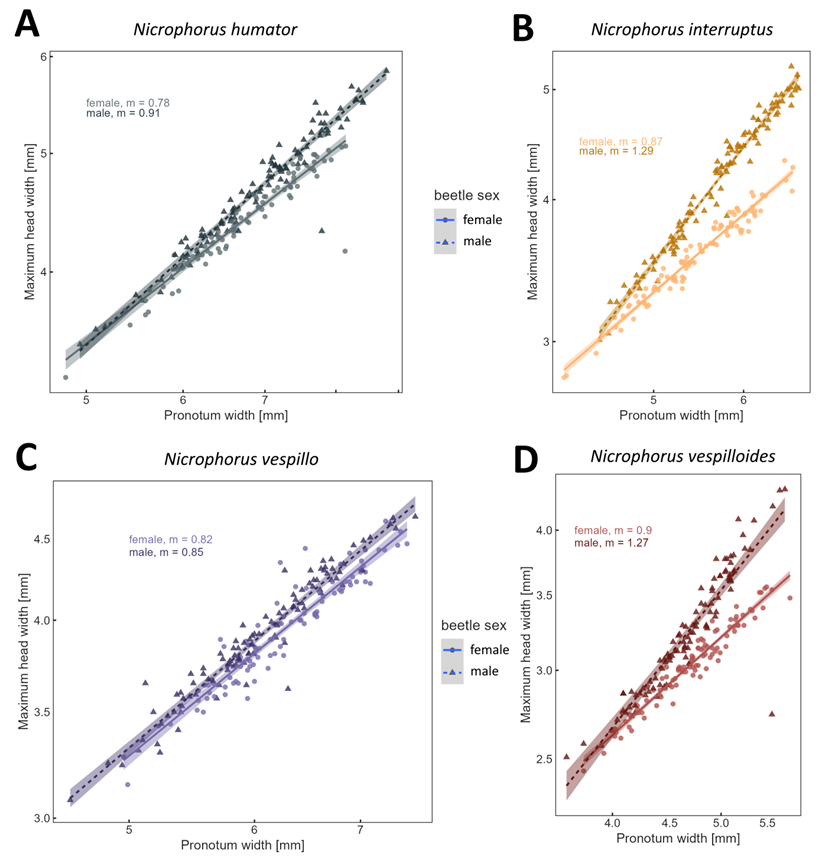 A
Nicrophorus humator
6
5
4
female, m = 0.78
male, m = 0.91
Maximum head width [mm]
5
6
7
Pronotum width [mm]
beetle sex
female
male
B
Nicrophorus interruptus
5
4
3
female, m = 0.87
male, m = 1.29
Maximum head width [mm]
5
6
Pronotum width [mm]
C
Nicrophorus vespillo
4.5
4.0
3.5
3.0
female, m = 0.82
male, m = 0.85
Maximum head width [mm]
5
6
7
Pronotum width [mm]
beetle sex
female
male
D
Nicrophorus vespilloides
4.0
3.5
3.0
2.5
female, m = 0.9
male, m = 1.27
Maximum head width [mm]
4.0
4.5
5.0
5.5
Pronotum width [mm]